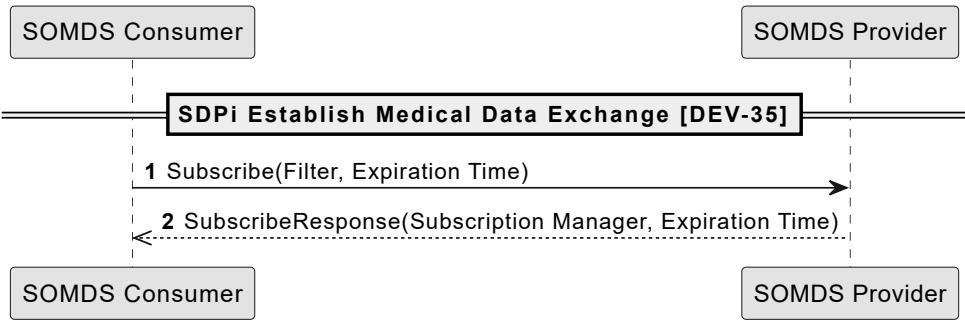 SOMDS Consumer
SOMDS Provider
SDPi Establish Medical Data Exchange [DEV-35]
1 Subscribe(Filter, Expiration Time)
2 SubscribeResponse(Subscription Manager, Expiration Time)
SOMDS Consumer
SOMDS Provider